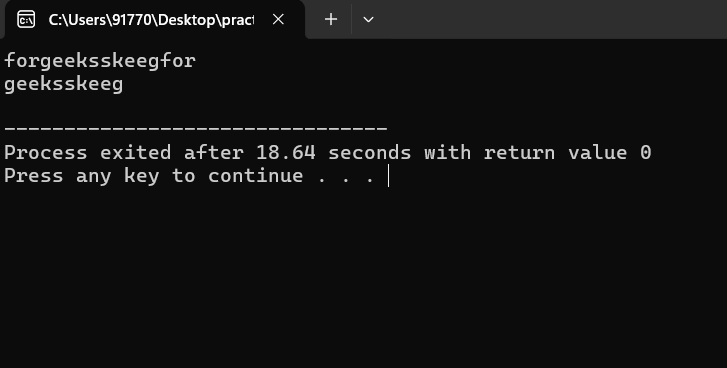 C:\Users\91770\Desktop\pract
forgeeksskeegfor
geeksskeeg
--------------------------------
Process exited after 18.64 seconds with return value 0
Press any key to continue . . .